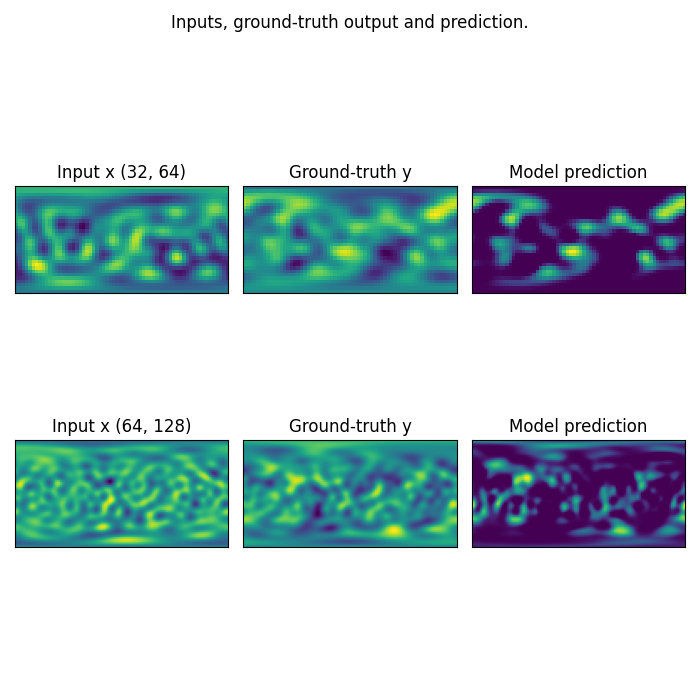 Inputs, ground-truth output and prediction.
Input x (32, 64)
Ground-truth y
Model prediction
Input x (64, 128)
Ground-truth y
Model prediction